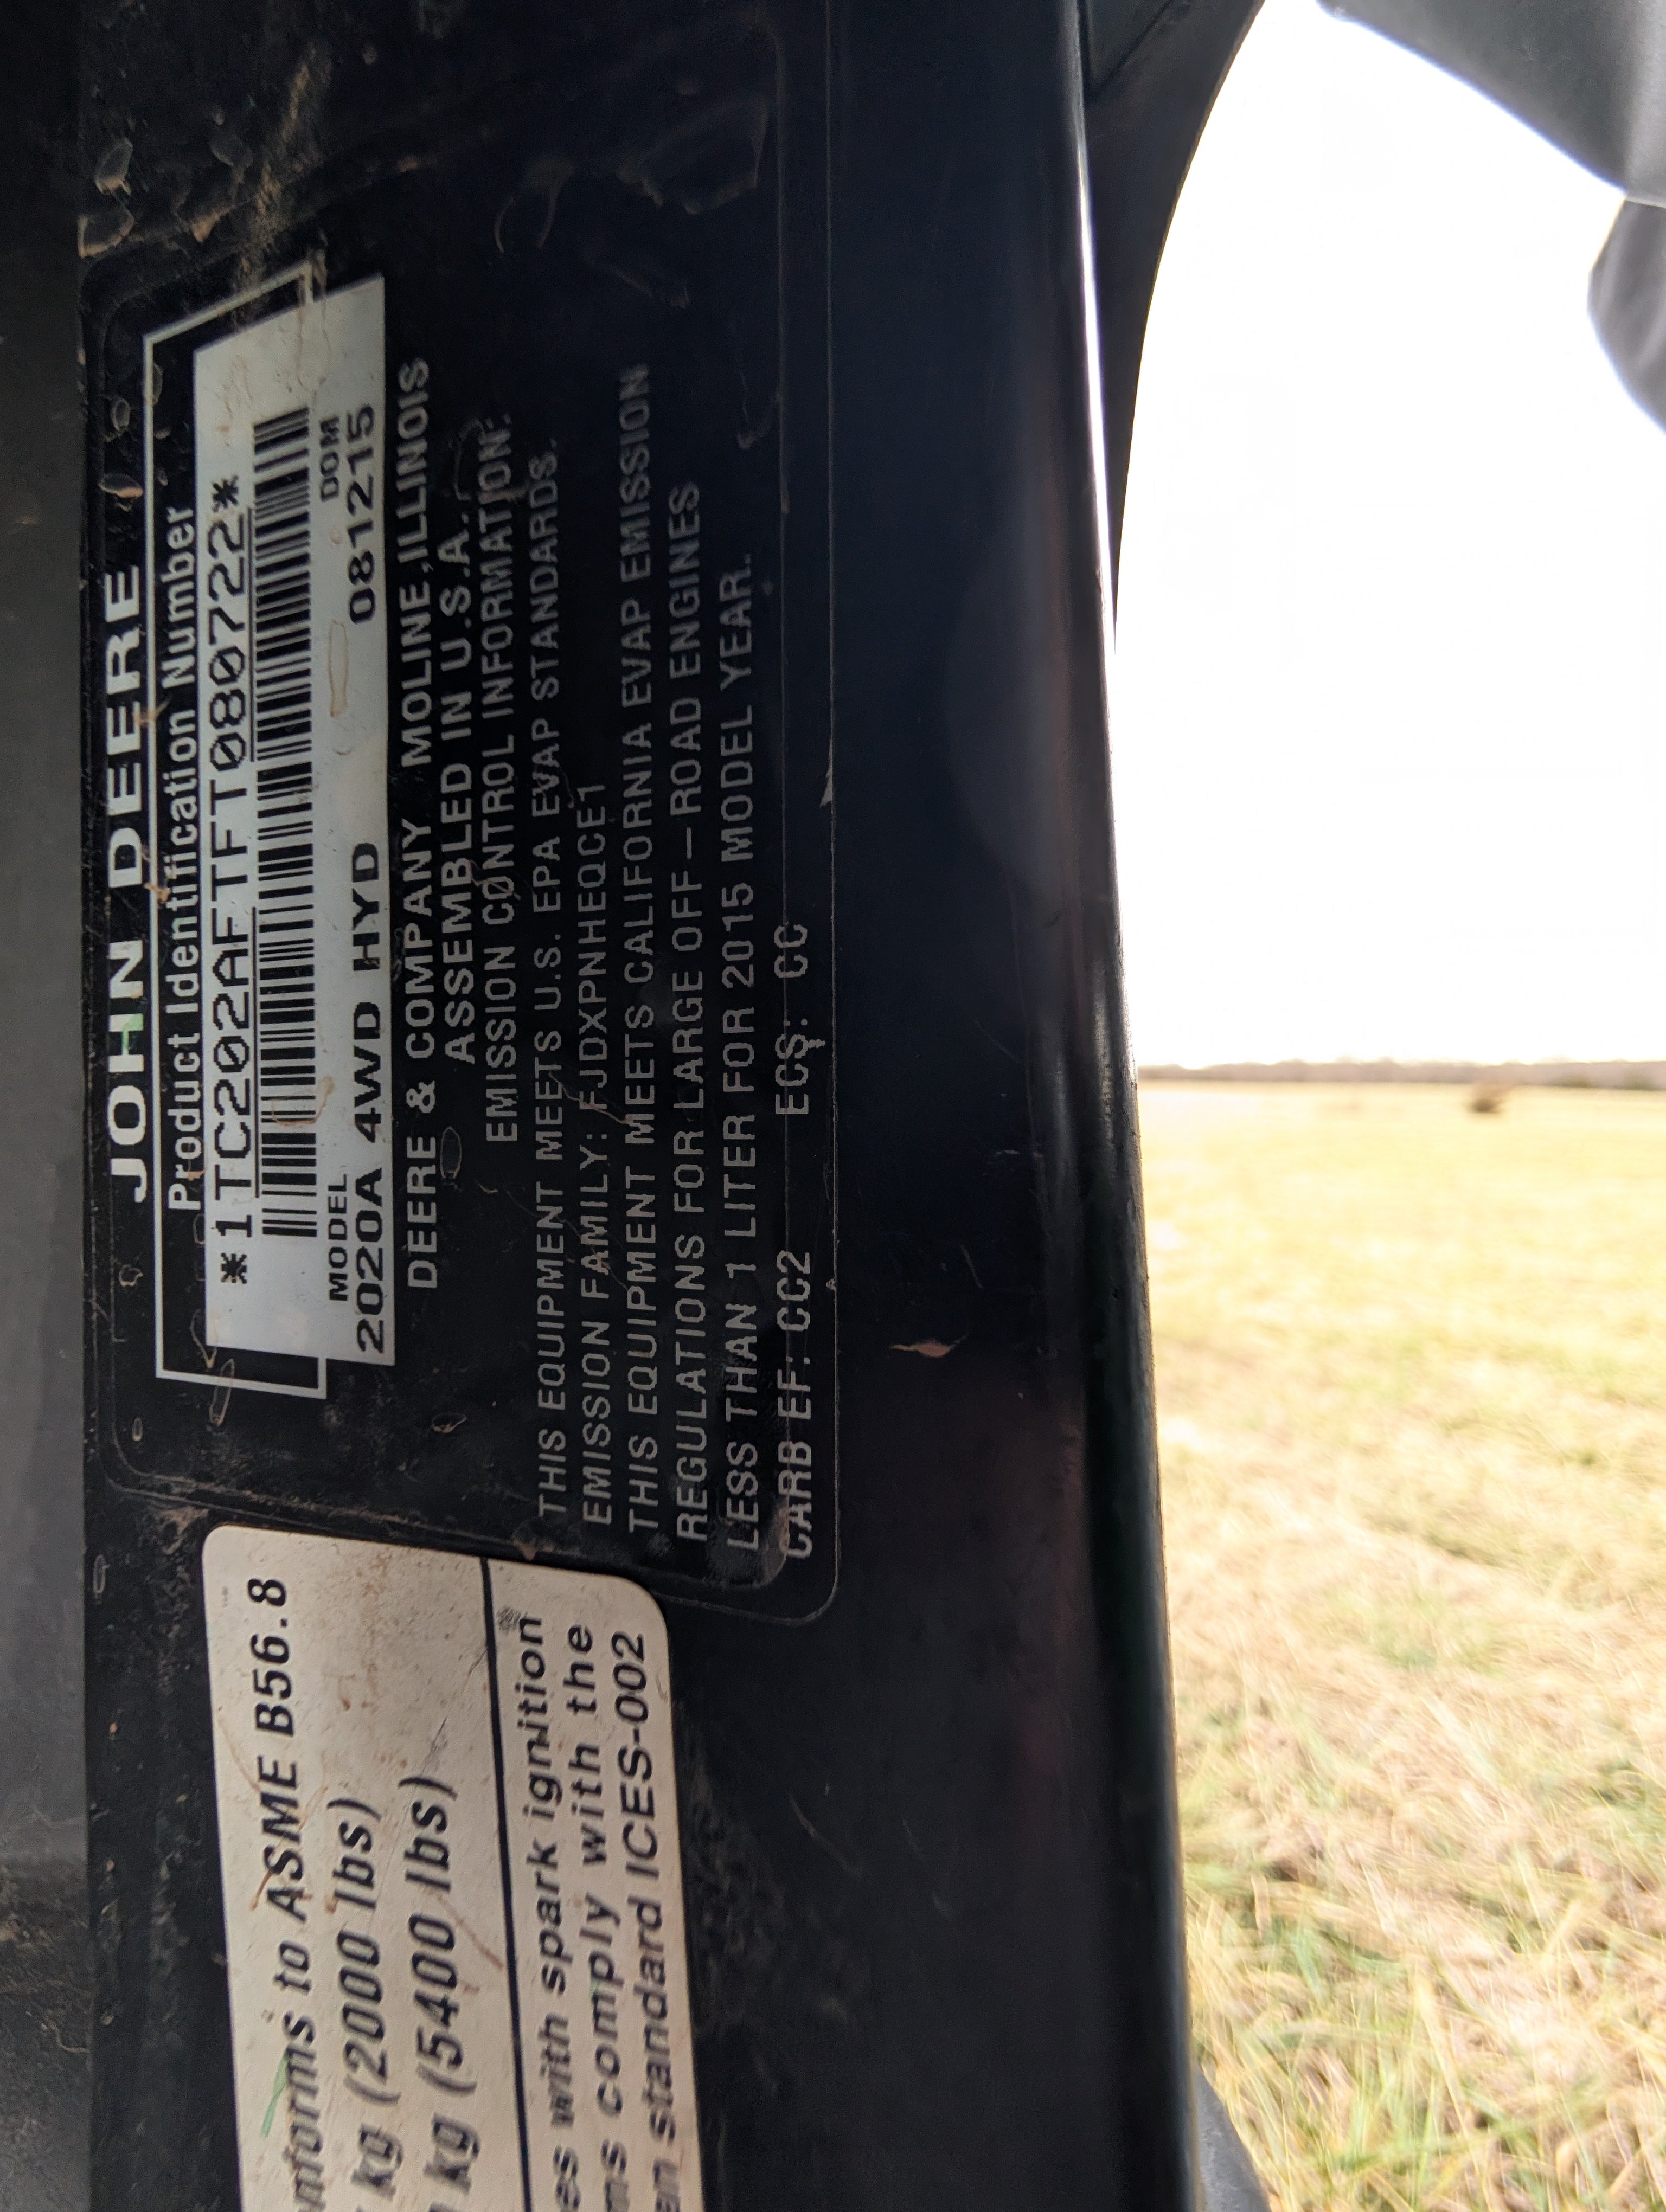 JOHN DEERE
Product Identification Number
*1TC202AFTFT080722*
MODEL DOM
2020A 4WD HYD 081215
DEERE & COMPANY MOLINE, ILLINOIS
ASSEMBLED IN U.S.A.
EMISSION CONTROL INFORMATION:
THIS EQUIPMENT MEETS U.S. EPA EVAP STANDARDS.
EMISSION FAMILY: FJDXPNHEQCE1
THIS EQUIPMENT MEETS CALIFORNIA EVAP EMISSION
REGULATIONS FOR LARGE OFF-ROAD ENGINES
LESS THAN 1 LITER FOR 2015 MODEL YEAR.
CARB EF: CC2 ECS: CC
to ASME B56.8
kg (2000 lbs)
kg (5400 lbs)
with spark ignition
comply with the
standard ICES-002